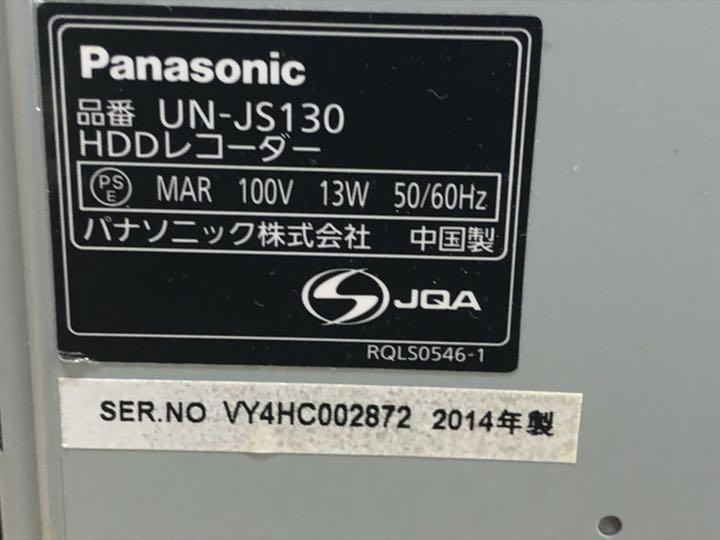 Panasonic
品番 UN-JS130
HDDレコーダー
PS E MAR 100V 13W 50/60Hz
パナソニック株式会社 中国製
JQA
RQLS0546-1
SER.NO VY4HC002872 2014年製